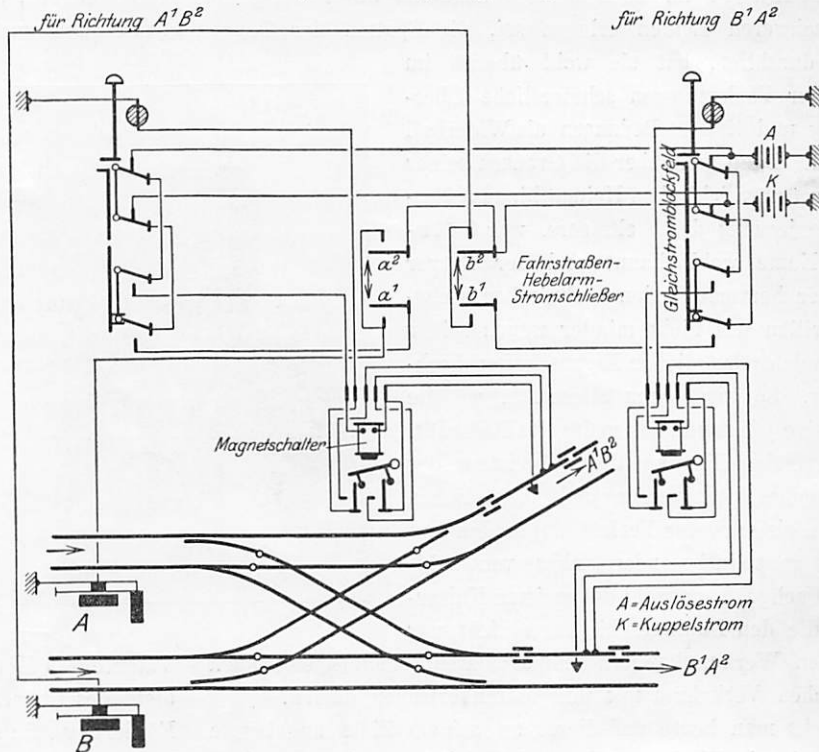 für Richtung A¹B²
für Richtung B¹A²
A
K
Gleichstromblockfeld
a²
b²
Fahrstraßen-
Hebelarm-
Stromschließer
a¹
b¹
Magnetschalter
A¹B²
A
A=Auslösestrom
K=Kuppelstrom
B¹A²
B